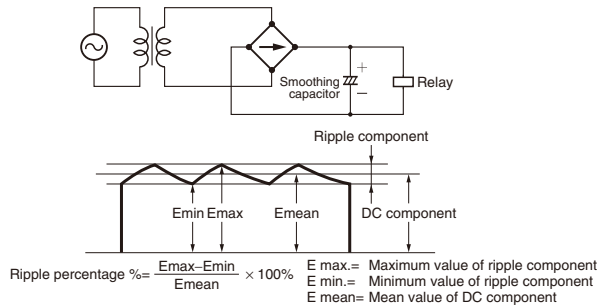 +
Smoothing
capacitor
−
Relay
Ripple component
Emin Emax
Emean
DC component
Ripple percentage %= Emax–Emin / Emean × 100%
E max.= Maximum value of ripple component
E min.= Minimum value of ripple component
E mean= Mean value of DC component